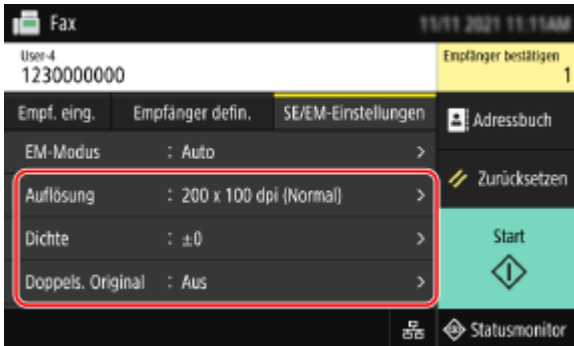 Fax
11/11 2021 11:11AM
User-4
1230000000
Empfänger bestätigen
1
Empf. eing.
Empfänger defin.
SE/EM-Einstellungen
EM-Modus : Auto
Auflösung : 200 x 100 dpi (Normal)
Dichte : ±0
Doppels. Original : Aus
Adressbuch
Zurücksetzen
Start
Statusmonitor